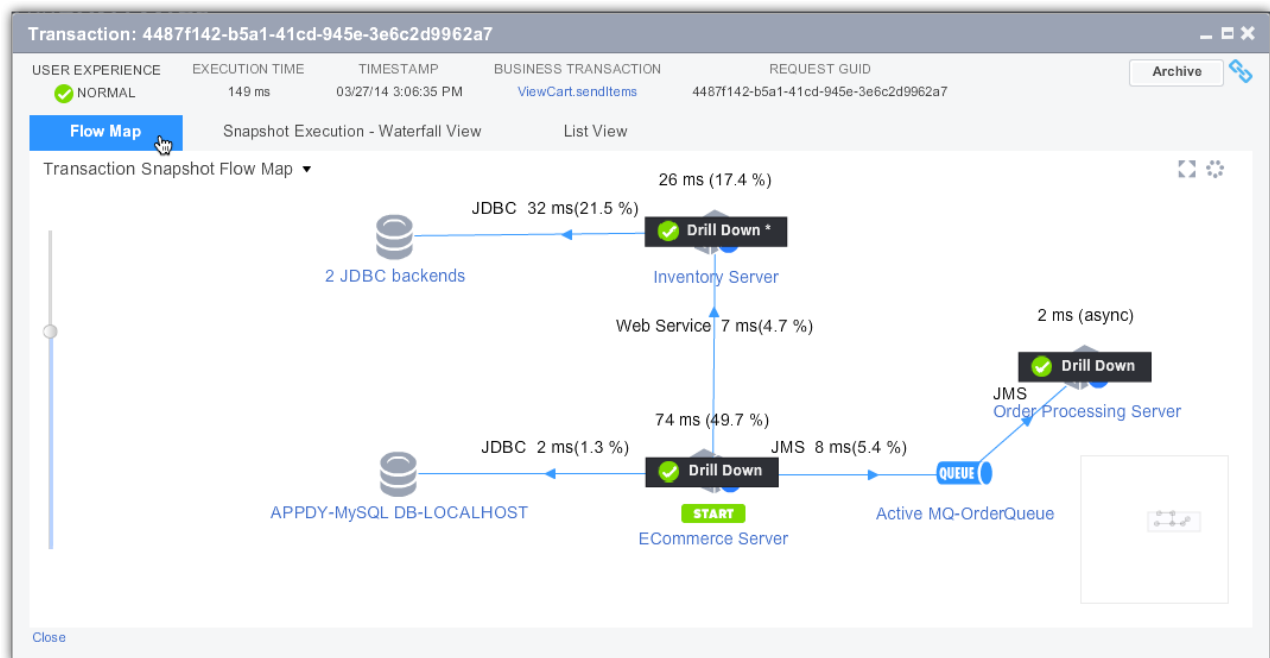 Transaction: 4487f142-b5a1-41cd-945e-3e6c2d9962a7
USER EXPERIENCE EXECUTION TIME TIMESTAMP BUSINESS TRANSACTION REQUEST GUID Archive
NORMAL 149 ms 03/27/14 3:06:35 PM ViewCart.sendItems 4487f142-b5a1-41cd-945e-3e6c2d9962a7
Flow Map Snapshot Execution - Waterfall View List View
Transaction Snapshot Flow Map
26 ms (17.4 %)
JDBC 32 ms(21.5 %)
Drill Down *
2 JDBC backends
Inventory Server
Web Service 7 ms(4.7 %)
2 ms (async)
Drill Down
JMS
Order Processing Server
74 ms (49.7 %)
JDBC 2 ms(1.3 %)
JMS 8 ms(5.4 %)
Drill Down
QUEUE
START
APPDY-MySQL DB-LOCALHOST
Active MQ-OrderQueue
ECommerce Server
Close